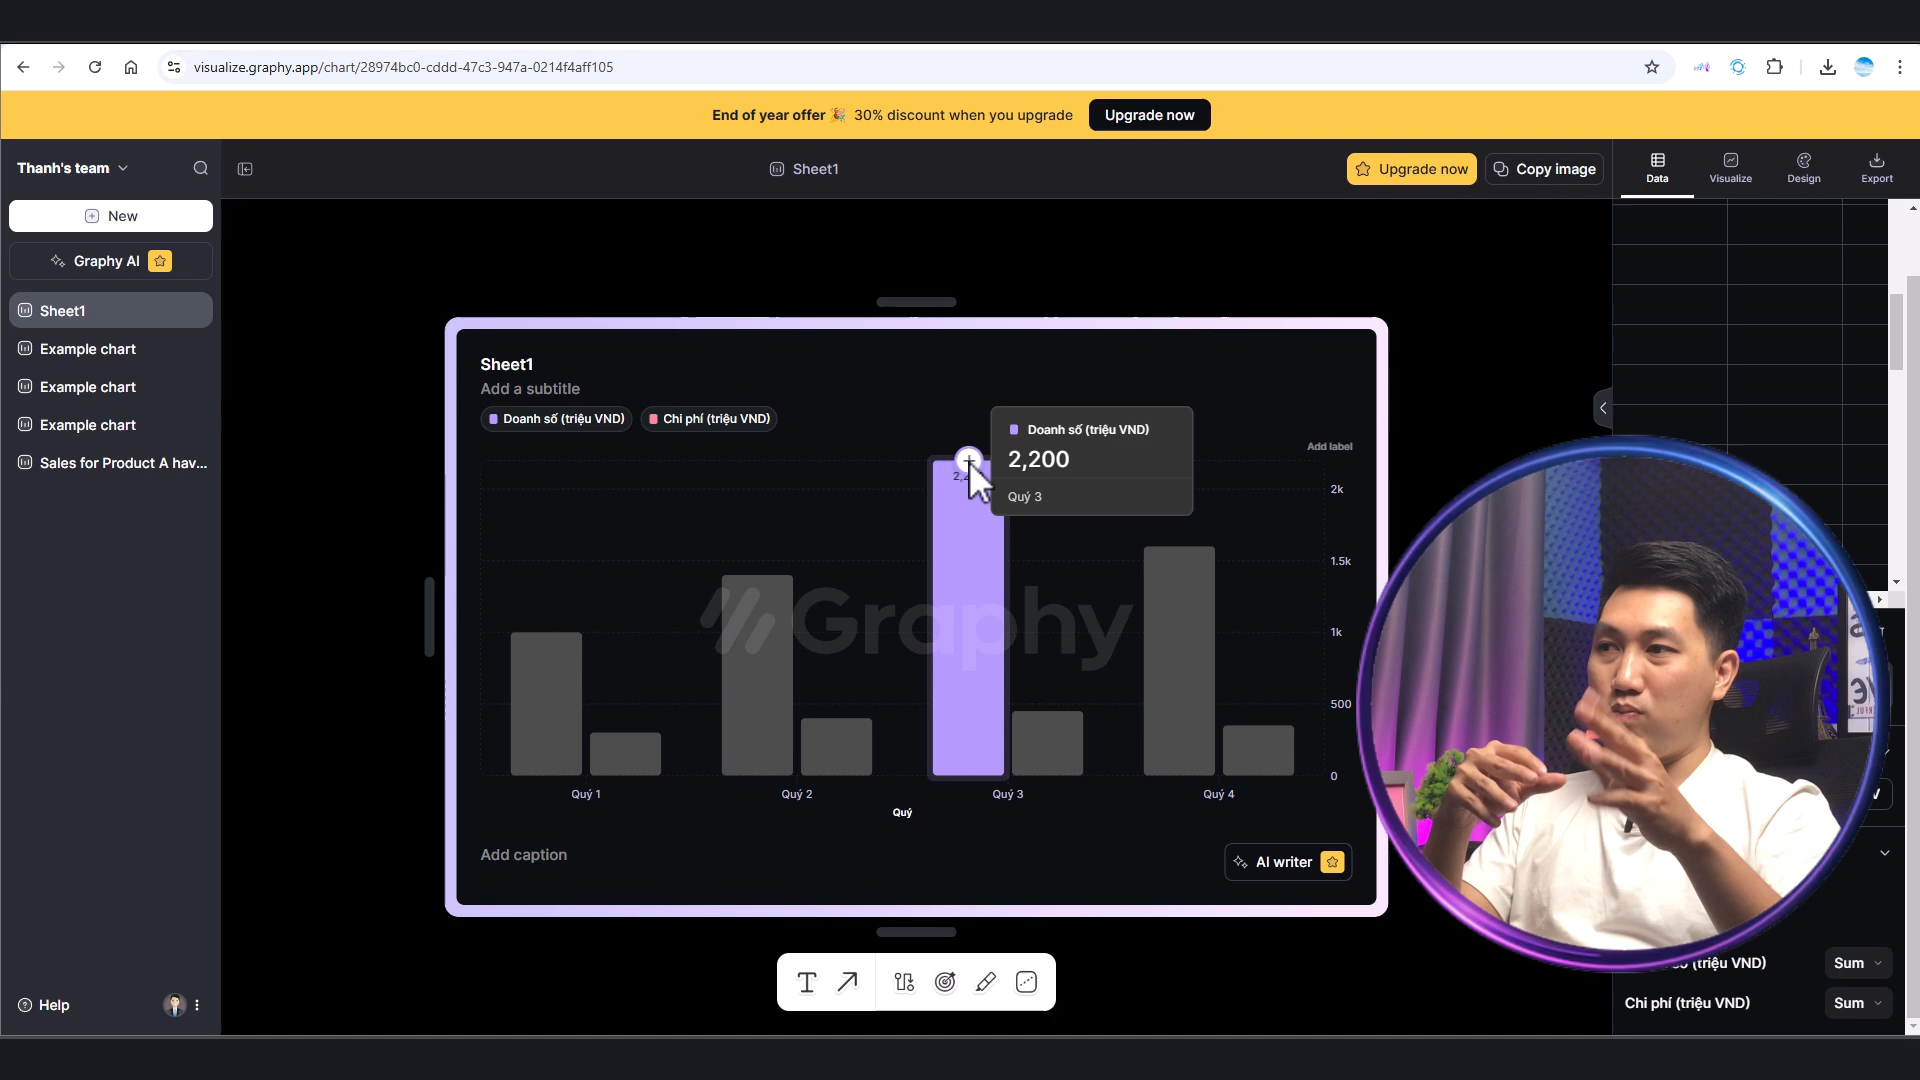 visualize.graphy.app/chart/28974bc0-cddd-47c3-947a-0214f4aff105
End of year offer 🎉 30% discount when you upgrade
Upgrade now
Thanh's team
New
Graphy AI
Sheet1
Example chart
Example chart
Example chart
Sales for Product A hav...
Help
Sheet1
Upgrade now
Copy image
Data
Visualize
Design
Export
Sheet1
Add a subtitle
Doanh số (triệu VND)
Chi phí (triệu VND)
Doanh số (triệu VND)
2,200
Quý 3
Add label
2k
1.5k
1k
500
0
Graphy
Quý 1
Quý 2
Quý 3
Quý 4
Quý
Add caption
AI writer
(triệu VND)
Sum
Chi phí (triệu VND)
Sum